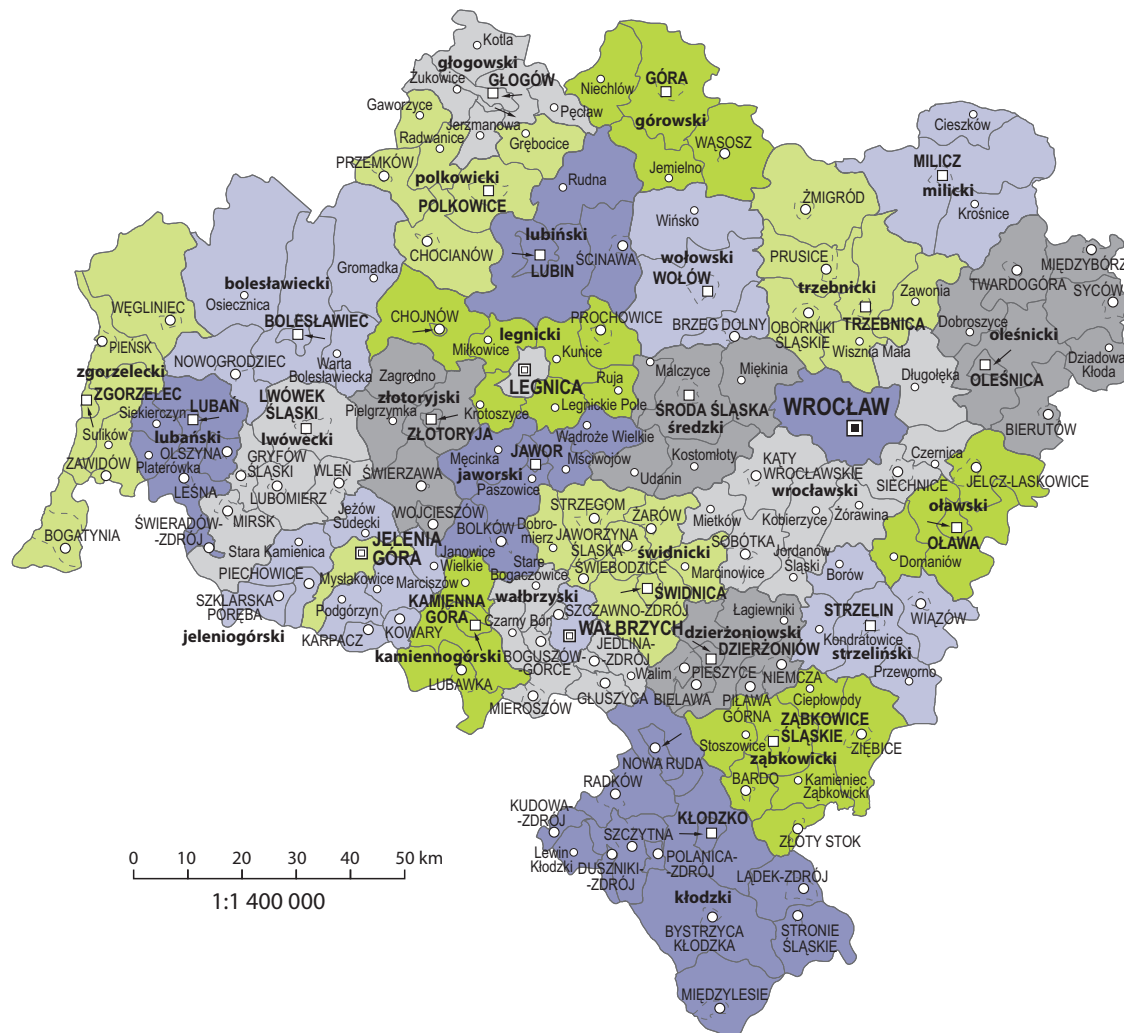 Kotla
głogowski
Żukowice
GŁOGÓW
Gaworzyce
Pęcław
Jerzmanowa
Radwanice
Grębocice
PRZEMKÓW
polkowicki
POLKOWICE
CHOCIANÓW
Niechlów
GÓRA
górowski
WĄSOSZ
Jemielno
Rudna
lubiński
LUBIN
ŚCINAWA
Wińsko
wołowski
WOŁÓW
BRZEG DOLNY
Cieszków
MILICZ
milicki
Krośnice
ŻMIGRÓD
PRUSICE
trzebnicki
Zawonia
TRZEBNICA
OBORNIKI
ŚLĄSKIE
Wisznia Mała
MIĘDZYBÓRZ
TWARDOGÓRA
SYCÓW
Dobroszyce
oleśnicki
OLEŚNICA
Dziadowa
Kłoda
BIERUTÓW
Gromadka
bolesławiecki
Osiecznica
BOLESŁAWIEC
NOWOGRODZIEC
Warta
Bolesławiecka
WĘGLINIEC
PIEŃSK
zgorzelecki
ZGORZELEC
Sulików
ZAWIDÓW
BOGATYNIA
LUBAŃ
Siekierczyn
lubański
OLSZYNA
Platerówka
LEŚNA
ŚWIERADÓW-
-ZDRÓJ
LWÓWEK
ŚLĄSKI
lwówecki
GRYFÓW
ŚLĄSKI
WLEŃ
LUBOMIERZ
MIRSK
CHOJNÓW
legnicki
PROCHOWICE
Miłkowice
Kunice
LEGNICA
Ruja
Legnickie Pole
Krotoszyce
Zagrodno
złotoryjski
Pielgrzymka
ZŁOTORYJA
ŚWIERZAWA
WOJCIESZÓW
Wądroże Wielkie
JAWOR
Męcinka
Mściwojów
jaworski
Paszowice
BOLKÓW
Malczyce
Miękinia
ŚRODA ŚLĄSKA
średzki
Kostomłoty
Udanin
WROCŁAW
Długołęka
Czernica
KĄTY
WROCŁAWSKIE
SIECHNICE
wrocławski
Mietków
Kobierzyce
Żórawina
SOBÓTKA
Jordanów
Śląski
JELCZ-LASKOWICE
oławski
OŁAWA
Domaniów
Borów
STRZELIN
WIĄZÓW
Kondratowice
strzeliński
Przeworno
STRZEGOM
ŻARÓW
Dobro-
mierz
JAWORZYNA
ŚLĄSKA
świdnicki
ŚWIEBODZICE
Marcinowice
ŚWIDNICA
Jeżów
Sudecki
JELENIA
GÓRA
Stara Kamienica
Janowice
Wielkie
PIECHOWICE
Mysłakowice
SZKLARSKA
PORĘBA
Podgórzyn
jeleniogórski
KARPACZ
KOWARY
Marciszów
KAMIENNA
GÓRA
kamiennogórski
LUBAWKA
Stare
Bogaczowice
wałbrzyski
SZCZAWNO-ZDRÓJ
Czarny Bór
WAŁBRZYCH
BOGUSZÓW-
-GORCE
JEDLINA-
-ZDRÓJ
Walim
GŁUSZYCA
MIEROSZÓW
Łagiewniki
dzierżoniowski
DZIERŻONIÓW
PIESZYCE
NIEMCZA
BIELAWA
PIŁAWA
GÓRNA
Ciepłowody
ZĄBKOWICE
ŚLĄSKIE
Stoszowice
ząbkowicki
ZIĘBICE
BARDO
Kamieniec
Ząbkowicki
ZŁOTY STOK
NOWA RUDA
RADKÓW
KUDOWA-
-ZDRÓJ
KŁODZKO
SZCZYTNA
Lewin
Kłodzki
DUSZNIKI-
-ZDRÓJ
POLANICA-
-ZDRÓJ
LĄDEK-ZDRÓJ
kłodzki
BYSTRZYCA
KŁODZKA
STRONIE
ŚLĄSKIE
MIĘDZYLESIE
0 10 20 30 40 50 km
1:1 400 000